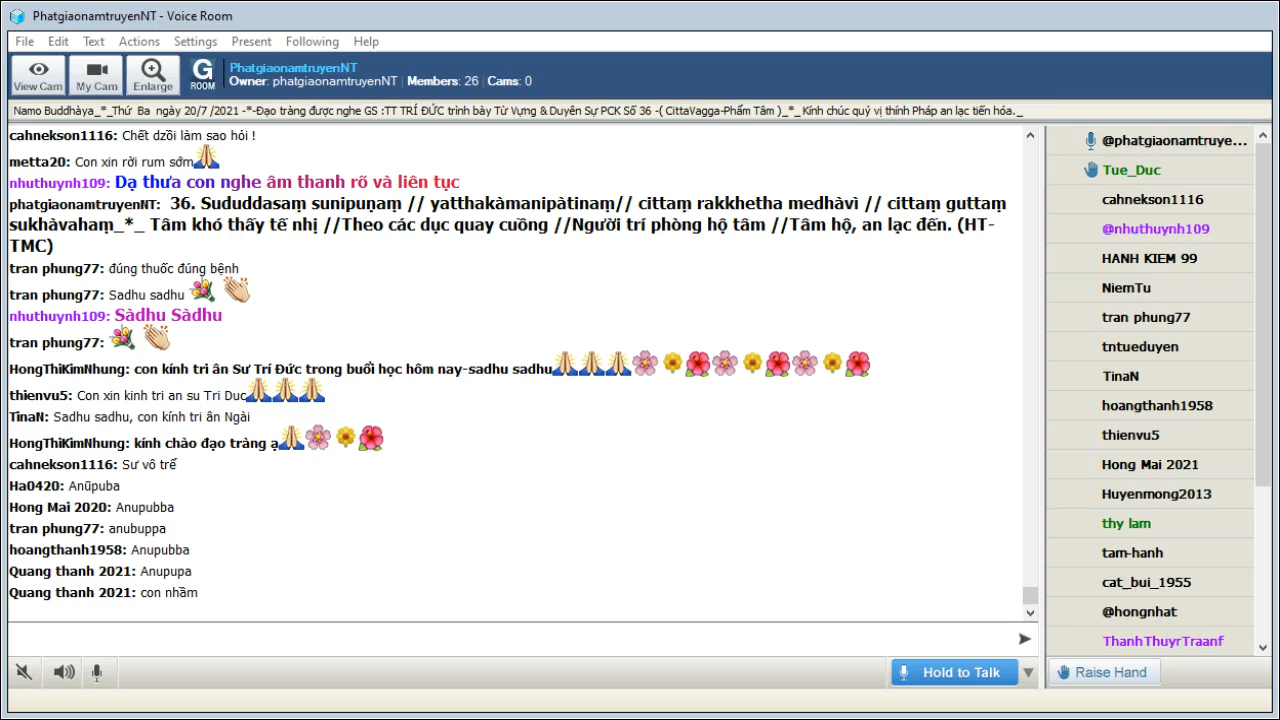 PhatgiaonamtruyenNT - Voice Room
File Edit Text Actions Settings Present Following Help
View Cam
My Cam
Enlarge
G ROOM
PhatgiaonamtruyenNT
Owner: phatgiaonamtruyenNT | Members: 26 | Cams: 0
Namo Buddhàya_*_Thứ Ba ngày 20/7 /2021 -*-Đạo tràng được nghe GS :TT TRÍ ĐỨC trình bày Từ Vựng & Duyên Sự PCK Số 36 -( CittaVagga-Phẩm Tâm )_*_Kính chúc quý vị thính Pháp an lạc tiến hóa._
cahnekson1116: Chết dzồi làm sao hói !
metta20: Con xin rời rum sớm
nhuthuynh109: Dạ thưa con nghe âm thanh rõ và liên tục
phatgiaonamtruyenNT: 36. Sududdasaṃ sunipuṇaṃ // yatthakàmanipàtinaṃ// cittaṃ rakkhetha medhàvì // cittaṃ guttaṃ
sukhàvahaṃ_*_ Tâm khó thấy tế nhị //Theo các dục quay cuồng //Người trí phòng hộ tâm //Tâm hộ, an lạc đến. (HT-
TMC)
tran phung77: đúng thuốc đúng bệnh
tran phung77: Sadhu sadhu
nhuthuynh109: Sàdhu Sàdhu
tran phung77:
HongThiKimNhung: con kính tri ân Sư Trí Đức trong buổi học hôm nay-sadhu sadhu
thienvu5: Con xin kinh tri an su Tri Duc
TinaN: Sadhu sadhu, con kính tri ân Ngài
HongThiKimNhung: kính chào đạo tràng ạ
cahnekson1116: Sư vô trể
Ha0420: Anũpuba
Hong Mai 2020: Anupubba
tran phung77: anubuppa
hoangthanh1958: Anupubba
Quang thanh 2021: Anupupa
Quang thanh 2021: con nhầm
@phatgiaonamtruye...
Tue_Duc
cahnekson1116
@nhuthuynh109
HANH KIEM 99
NiemTu
tran phung77
tntueduyen
TinaN
hoangthanh1958
thienvu5
Hong Mai 2021
Huyenmong2013
thy lam
tam-hanh
cat_bui_1955
@hongnhat
ThanhThuyrTraanf
Hold to Talk
Raise Hand